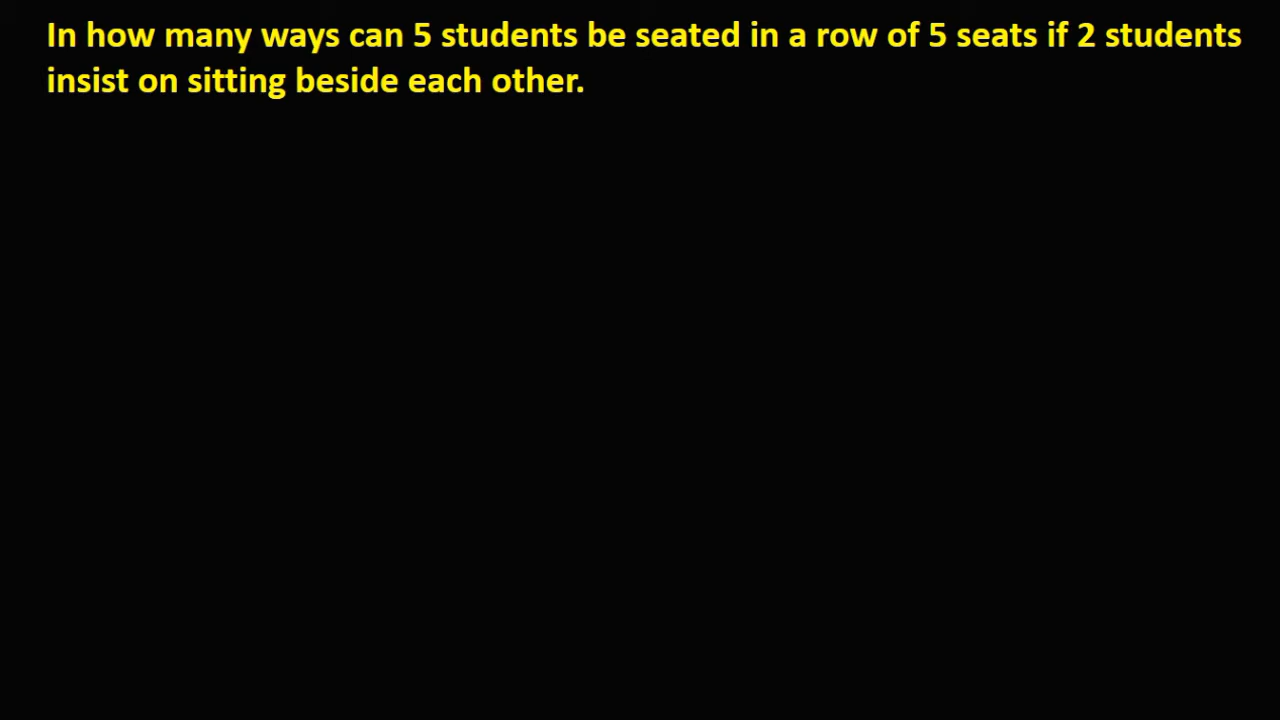 In how many ways can 5 students be seated in a row of 5 seats if 2 students
insist on sitting beside each other.